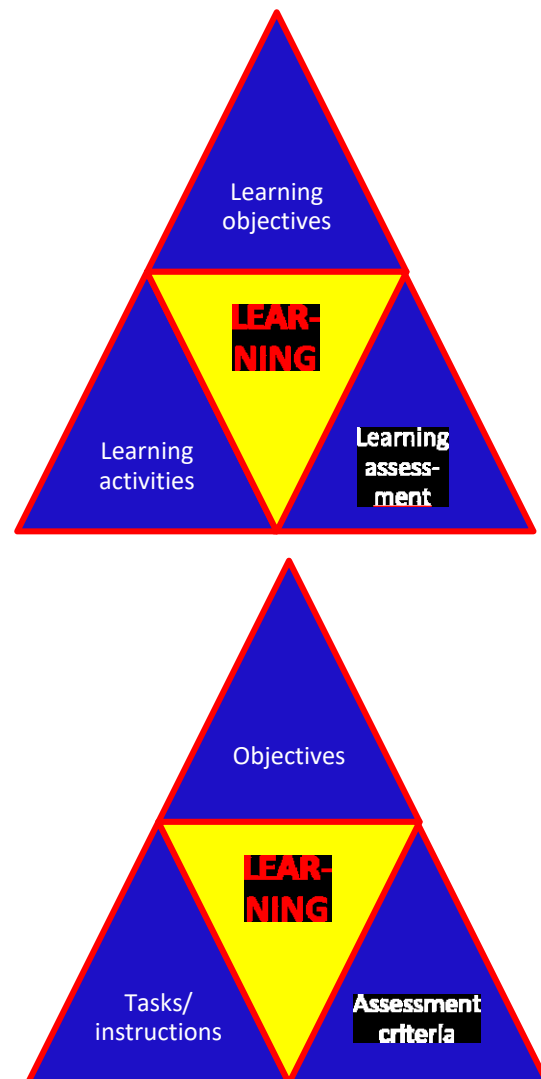 Learning
objectives
LEAR-
NING
Learning
activities
Learning
assess-
ment
Objectives
LEAR-
NING
Tasks/
instructions
Assessment
criteria